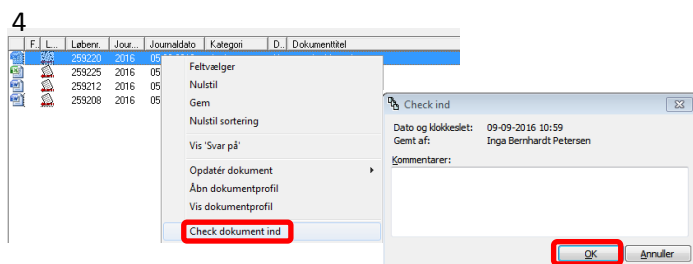 4
F.. L... Løbenr. Jour... Journaldato Kategori D.. Dokumenttitel
259220 2016 05
259225 2016 05
259212 2016 05
259208 2016 05
Feltvælger
Nulstil
Gem
Nulstil sortering
Vis 'Svar på'
Opdatér dokument
Åbn dokumentprofil
Vis dokumentprofil
Check dokument ind
Check ind
Dato og klokkeslet: 09-09-2016 10:59
Gemt af: Inga Bernhardt Petersen
Kommentarer:
OK Annuller